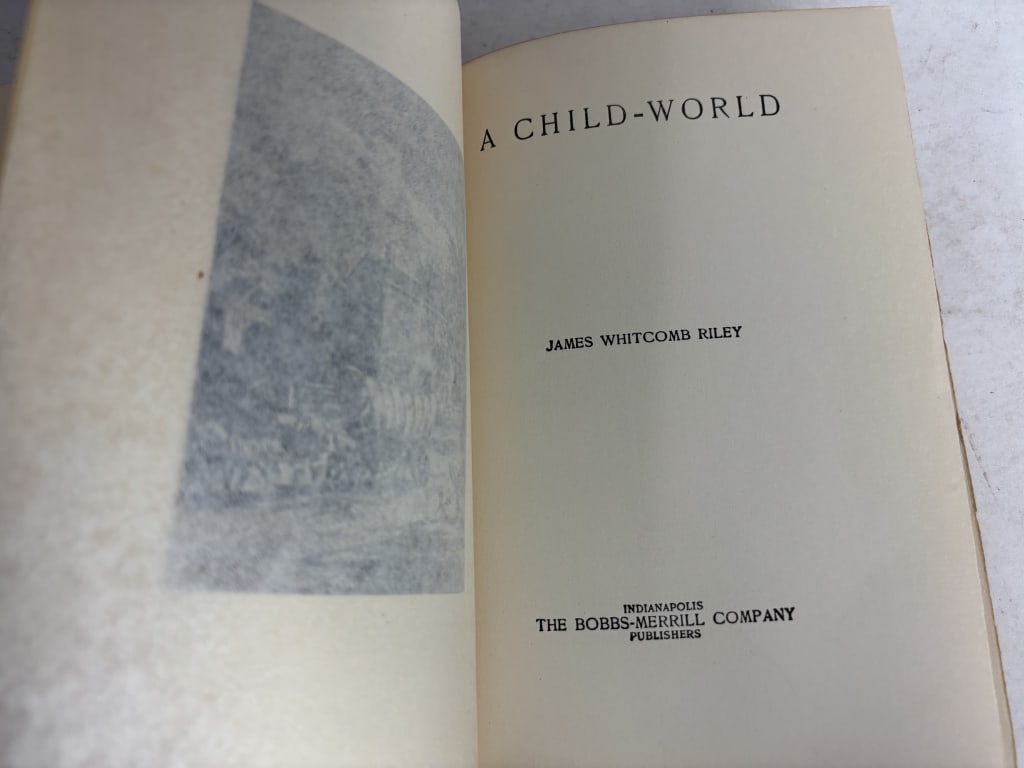 A CHILD-WORLD
JAMES WHITCOMB RILEY
INDIANAPOLIS
THE BOBBS-MERRILL COMPANY
PUBLISHERS